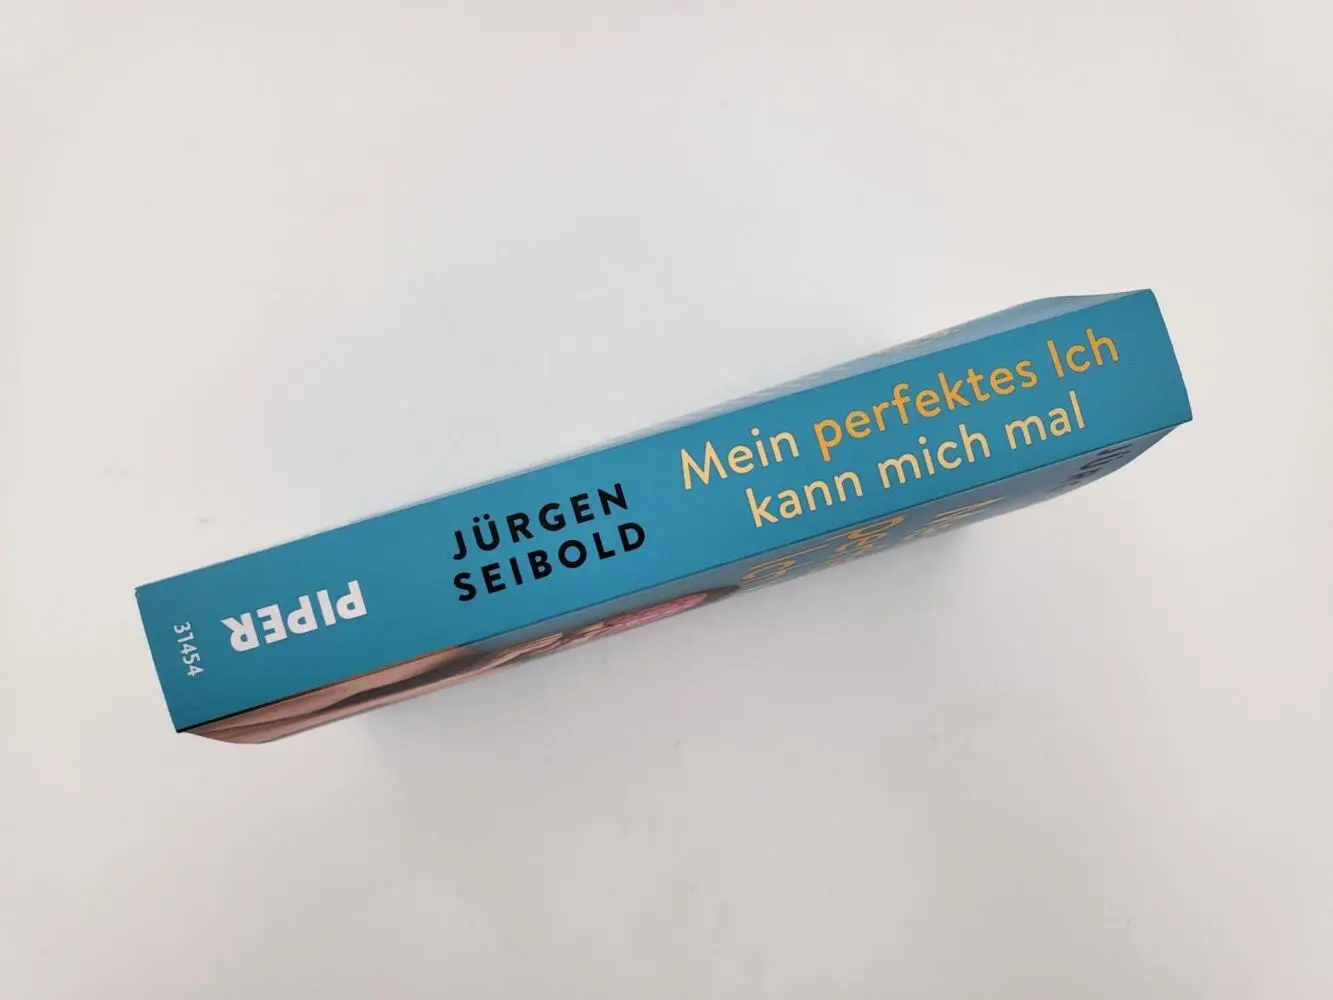 Mein perfektes Ich
kann mich mal
JÜRGEN
SEIBOLD
PIPER
31454